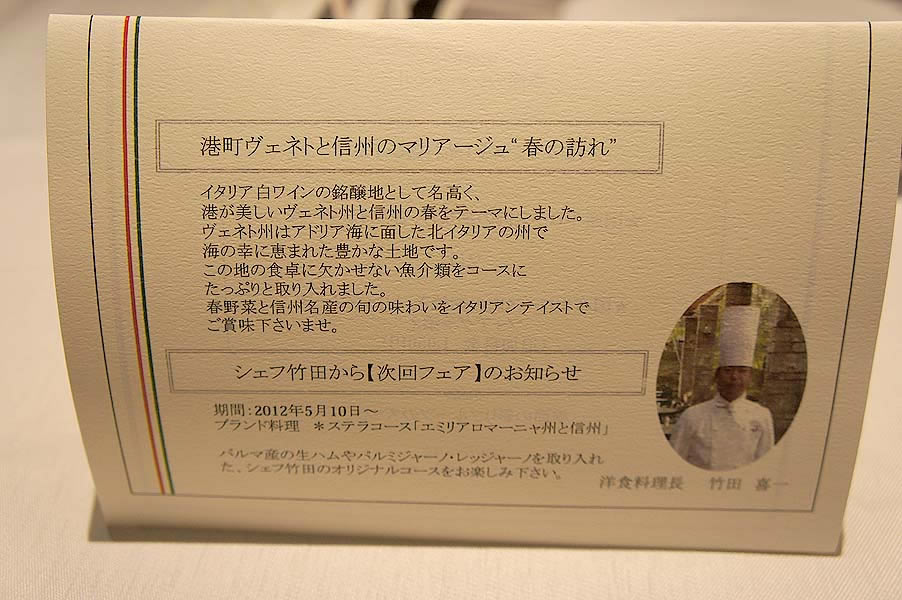 港町ヴェネトと信州のマリアージュ“春の訪れ”
イタリア白ワインの銘醸地として名高く、
港が美しいヴェネト州と信州の春をテーマにしました。
ヴェネト州はアドリア海に面した北イタリアの州で
海の幸に恵まれた豊かな土地です。
この地の食卓に欠かせない魚介類をコースに
たっぷりと取り入れました。
春野菜と信州名産の旬の味わいをイタリアンテイストで
ご賞味下さいませ。
シェフ竹田から【次回フェア】のお知らせ
期間：2012年5月10日～
ブランド料理　＊ステラコース「エミリアロマーニャ州と信州」
パルマ産の生ハムやパルミジャーノ・レッジャーノを取り入れ
た、シェフ竹田のオリジナルコースをお楽しみ下さい。
洋食料理長　竹田　喜一